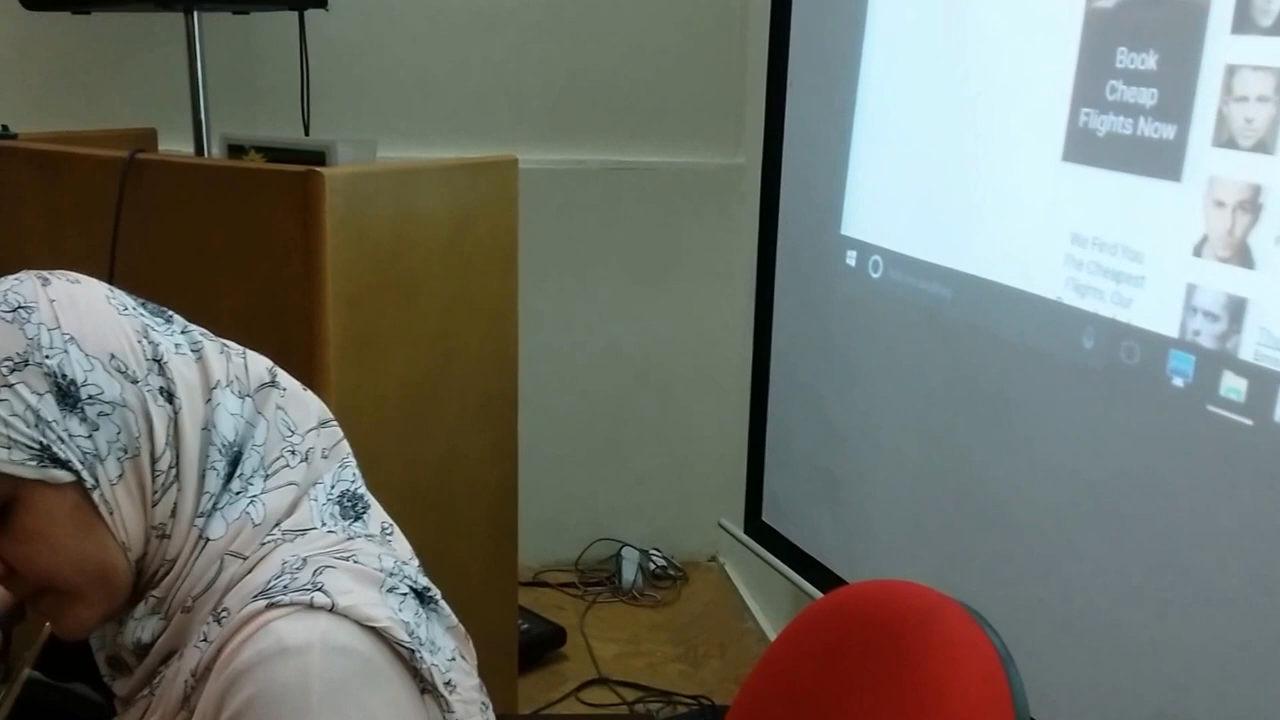 Book
Cheap
Flights Now
We Find You
The Cheapest
Flights. Our